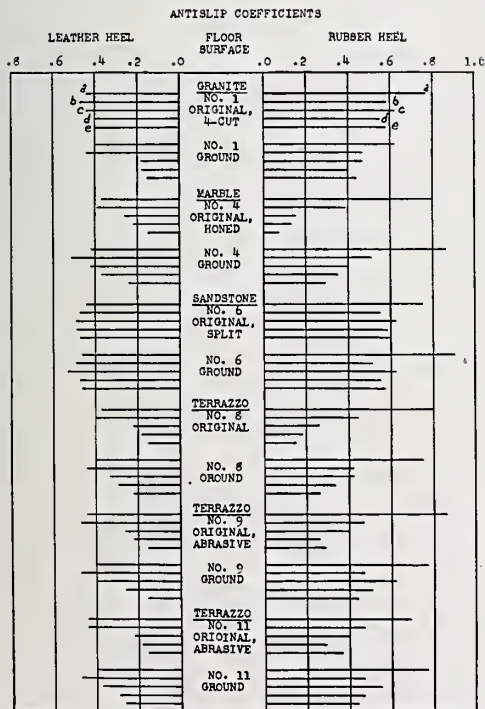 ANTISLIP COEFFICIENTS
LEATHER HEEL FLOOR SURFACE RUBBER HEEL
.8 .6 .4 .2 .0 .0 .2 .4 .6 .8 1.0
a GRANITE a
b NO. 1 b
c ORIGINAL, c
d 4-CUT d
e e
NO. 1
GROUND
MARBLE
NO. 4
ORIGINAL,
HONED
NO. 4
GROUND
SANDSTONE
NO. 6
ORIGINAL,
SPLIT
NO. 6
GROUND
TERRAZZO
NO. 8
ORIGINAL
NO. 8
GROUND
TERRAZZO
NO. 9
ORIGINAL,
ABRASIVE
NO. 9
GROUND
TERRAZZO
NO. 11
ORIGINAL,
ABRASIVE
NO. 11
GROUND